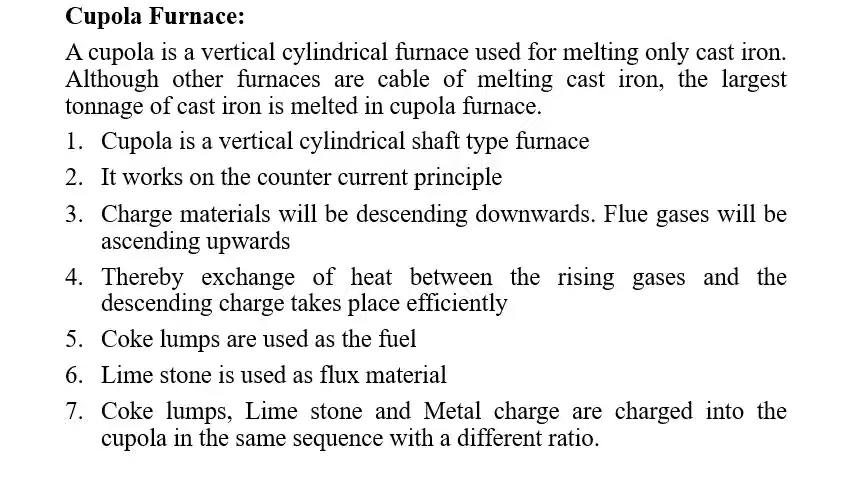 Cupola Furnace:
A cupola is a vertical cylindrical furnace used for melting only cast iron.
Although other furnaces are cable of melting cast iron, the largest
tonnage of cast iron is melted in cupola furnace.
1. Cupola is a vertical cylindrical shaft type furnace
2. It works on the counter current principle
3. Charge materials will be descending downwards. Flue gases will be
ascending upwards
4. Thereby exchange of heat between the rising gases and the
descending charge takes place efficiently
5. Coke lumps are used as the fuel
6. Lime stone is used as flux material
7. Coke lumps, Lime stone and Metal charge are charged into the
cupola in the same sequence with a different ratio.